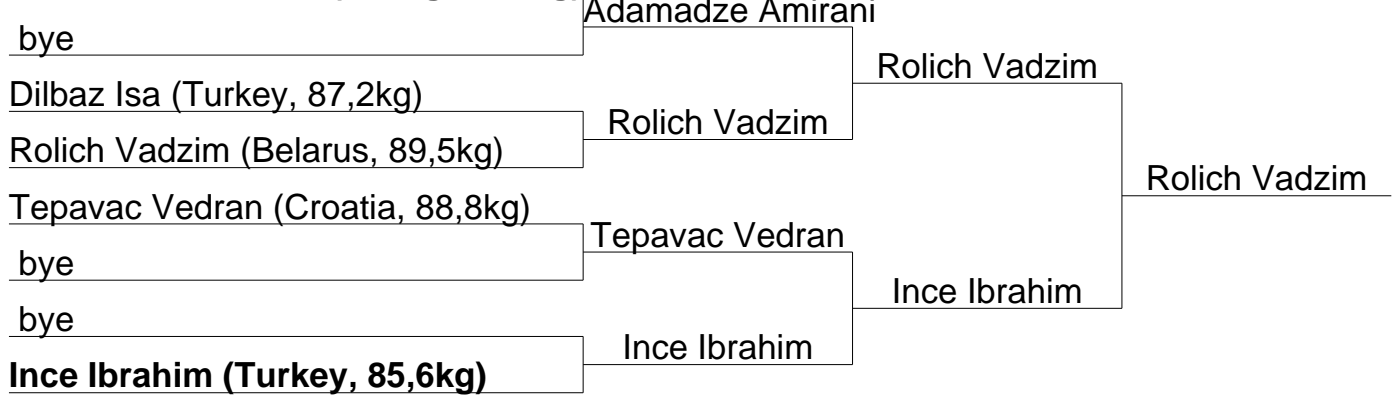 Adamadze Amirani
bye
Rolich Vadzim
Dilbaz Isa (Turkey, 87,2kg)
Rolich Vadzim
Rolich Vadzim (Belarus, 89,5kg)
Rolich Vadzim
Tepavac Vedran (Croatia, 88,8kg)
Tepavac Vedran
bye
Ince Ibrahim
bye
Ince Ibrahim
Ince Ibrahim (Turkey, 85,6kg)